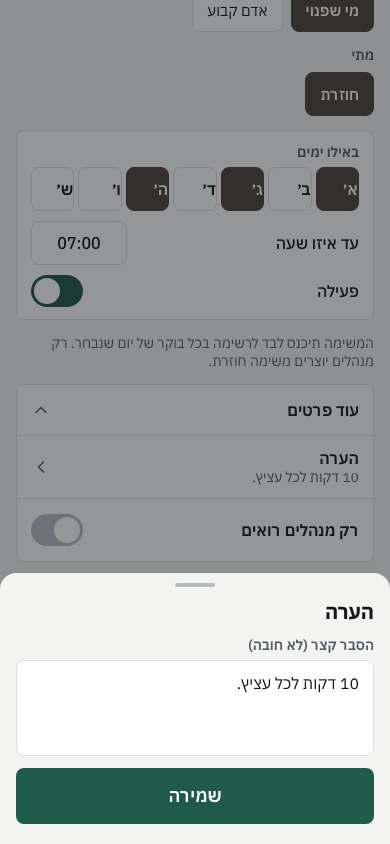 מי שפנוי
אדם קבוע
מתי
חוזרת
באילו ימים
א׳ ב׳ ג׳ ד׳ ה׳ ו׳ ש׳
עד איזו שעה 07:00
פעילה
המשימה תיכנס לבד לרשימה בכל בוקר של יום שנבחר. רק
מנהלים יוצרים משימה חוזרת.
עוד פרטים
הערה
10 דקות לכל עציץ.
רק מנהלים רואים
הערה
הסבר קצר (לא חובה)
10 דקות לכל עציץ.
שמירה